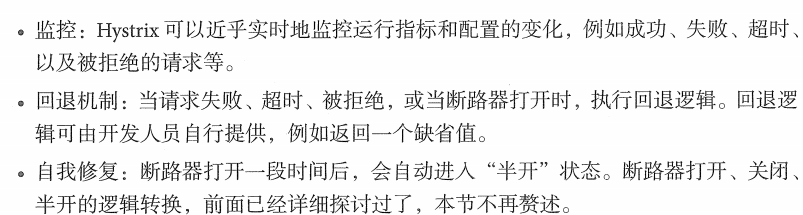 • 监控：Hystrix 可以近乎实时地监控运行指标和配置的变化，例如成功、失败、超时、
以及被拒绝的请求等。
• 回退机制：当请求失败、超时、被拒绝，或当断路器打开时，执行回退逻辑。回退逻
辑可由开发人员自行提供，例如返回一个缺省值。
• 自我修复：断路器打开一段时间后，会自动进入“半开”状态。断路器打开、关闭、
半开的逻辑转换，前面已经详细探讨过了，本节不再赘述。